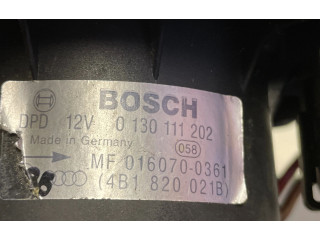 BOSCH
DPD 12V 0 130 111 202
Made in Germany 058
MF 016070-0361
(4B1 820 021B)